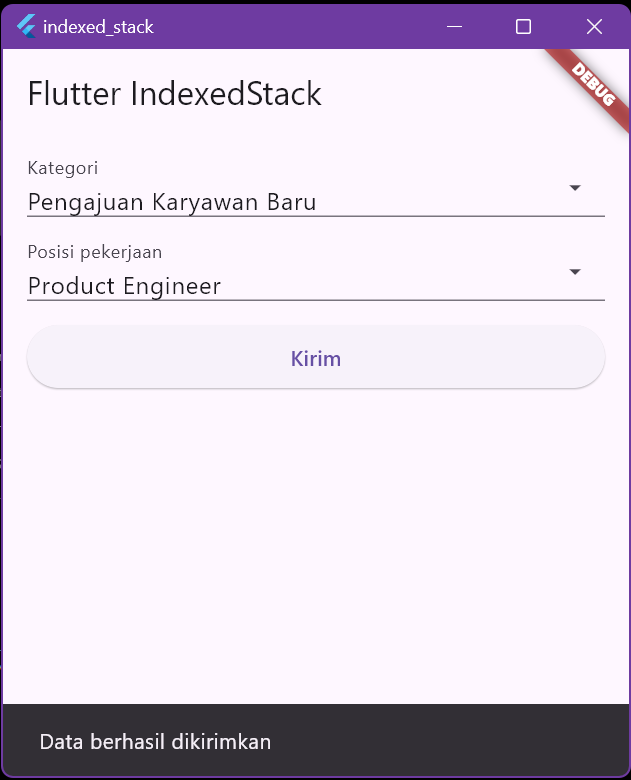 indexed_stack
DEBUG
Flutter IndexedStack
Kategori
Pengajuan Karyawan Baru
Posisi pekerjaan
Product Engineer
Kirim
Data berhasil dikirimkan